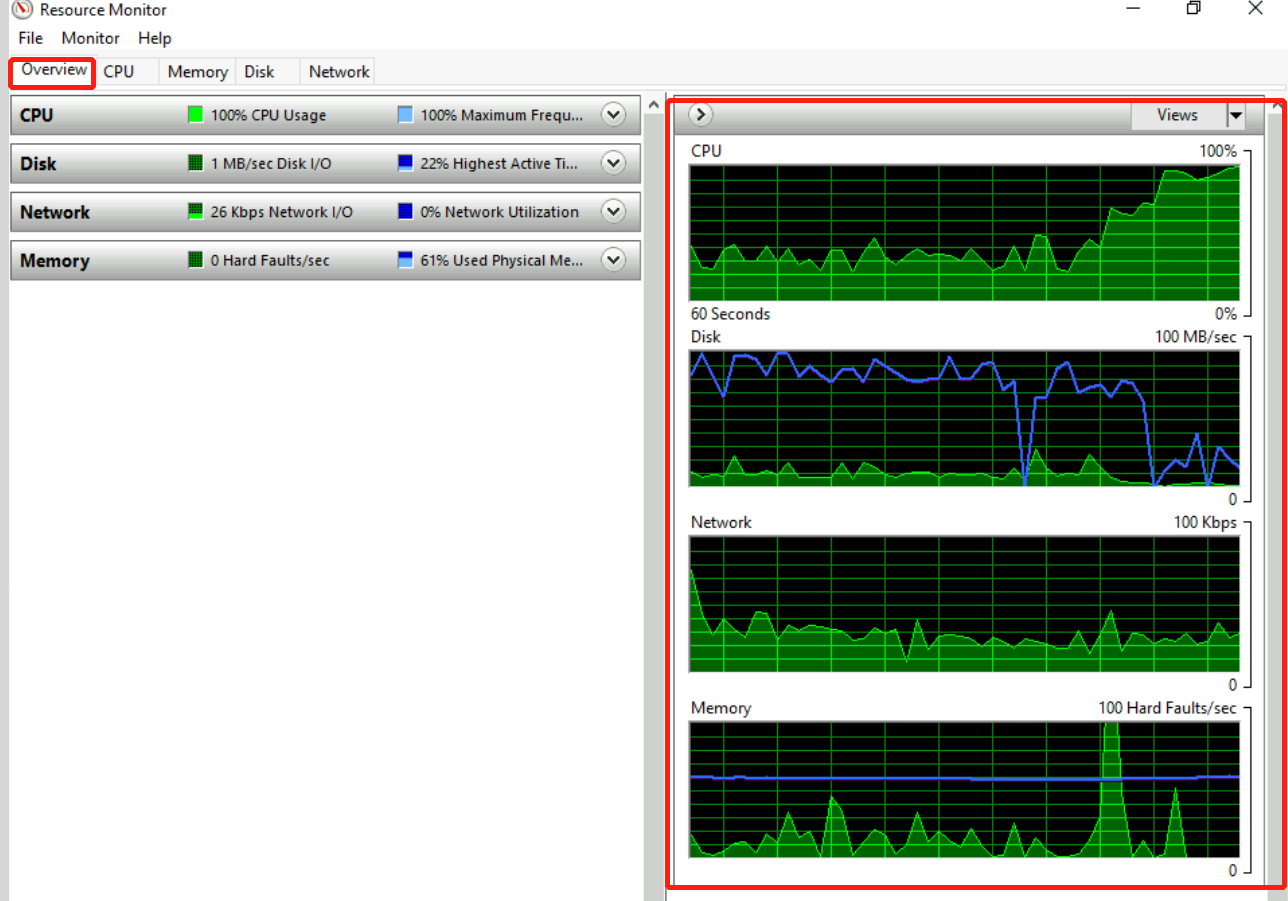 Resource Monitor
File Monitor Help
Overview CPU Memory Disk Network
CPU 100% CPU Usage 100% Maximum Frequ...
Disk 1 MB/sec Disk I/O 22% Highest Active Ti...
Network 26 Kbps Network I/O 0% Network Utilization
Memory 0 Hard Faults/sec 61% Used Physical Me...
Views
CPU 100%
60 Seconds 0%
Disk 100 MB/sec
0
Network 100 Kbps
0
Memory 100 Hard Faults/sec
0